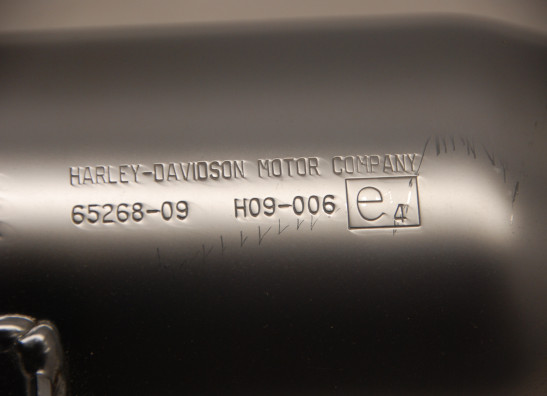 HARLEY-DAVIDSON MOTOR COMPANY
65268-09 H09-006 e4